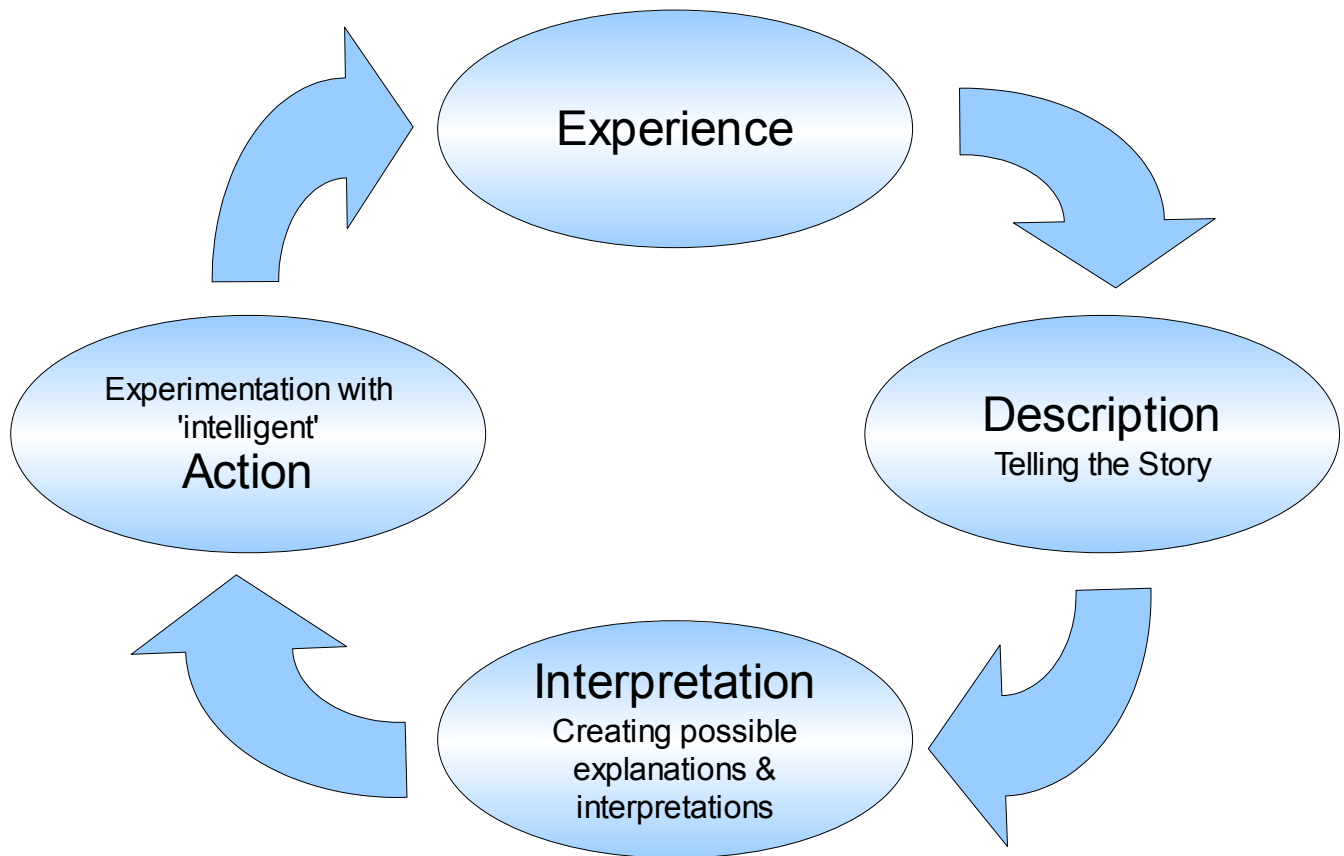 Experience
Description
Telling the Story
Interpretation
Creating possible
explanations &
interpretations
Experimentation with
'intelligent'
Action